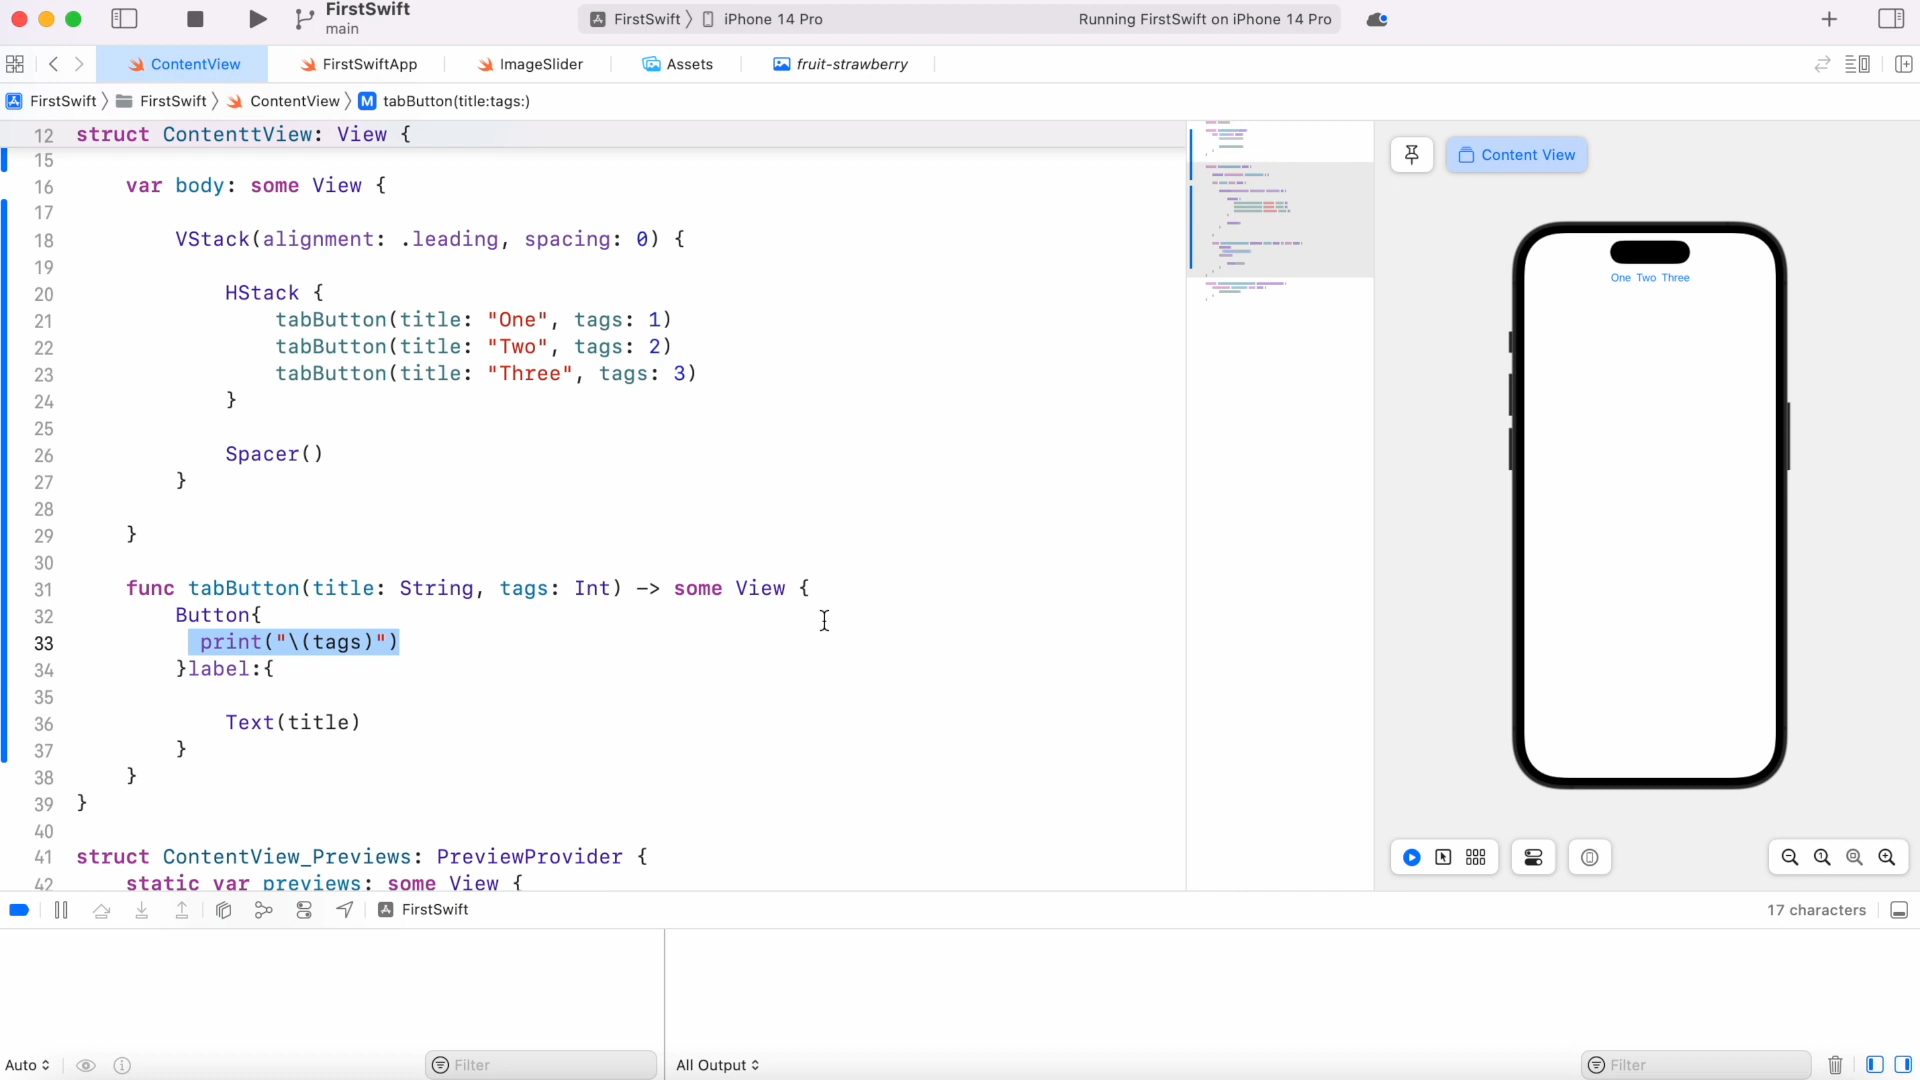 FirstSwift
main
FirstSwift
iPhone 14 Pro
Running FirstSwift on iPhone 14 Pro
ContentView
FirstSwiftApp
ImageSlider
Assets
fruit-strawberry
FirstSwift
FirstSwift
ContentView
M
tabButton(title:tags:)
12 struct ContenttView: View {
15
16 var body: some View {
17
18 VStack(alignment: .leading, spacing: 0) {
19
20 HStack {
21 tabButton(title: "One", tags: 1)
22 tabButton(title: "Two", tags: 2)
23 tabButton(title: "Three", tags: 3)
24 }
25
26 Spacer()
27 }
28
29 }
30
31 func tabButton(title: String, tags: Int) -> some View {
32 Button{
33 print("\(tags)")
34 }label:{
35
36 Text(title)
37 }
38 }
39 }
40
41 struct ContentView_Previews: PreviewProvider {
42 static var previews: some View {
Content View
One Two Three
FirstSwift
17 characters
Auto
Filter
All Output
Filter